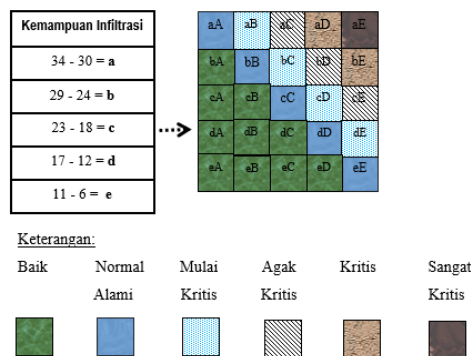 Kemampuan Infiltrasi
34 - 30 = a
29 - 24 = b
23 - 18 = c
17 - 12 = d
11 - 6 = e
aA aB aC aD aE
bA bB bC bD bE
cA cB cC cD cE
dA dB dC dD dE
eA eB eC eD eE
Keterangan:
Baik Normal Mulai Agak Kritis Sangat
Alami Kritis Kritis Kritis